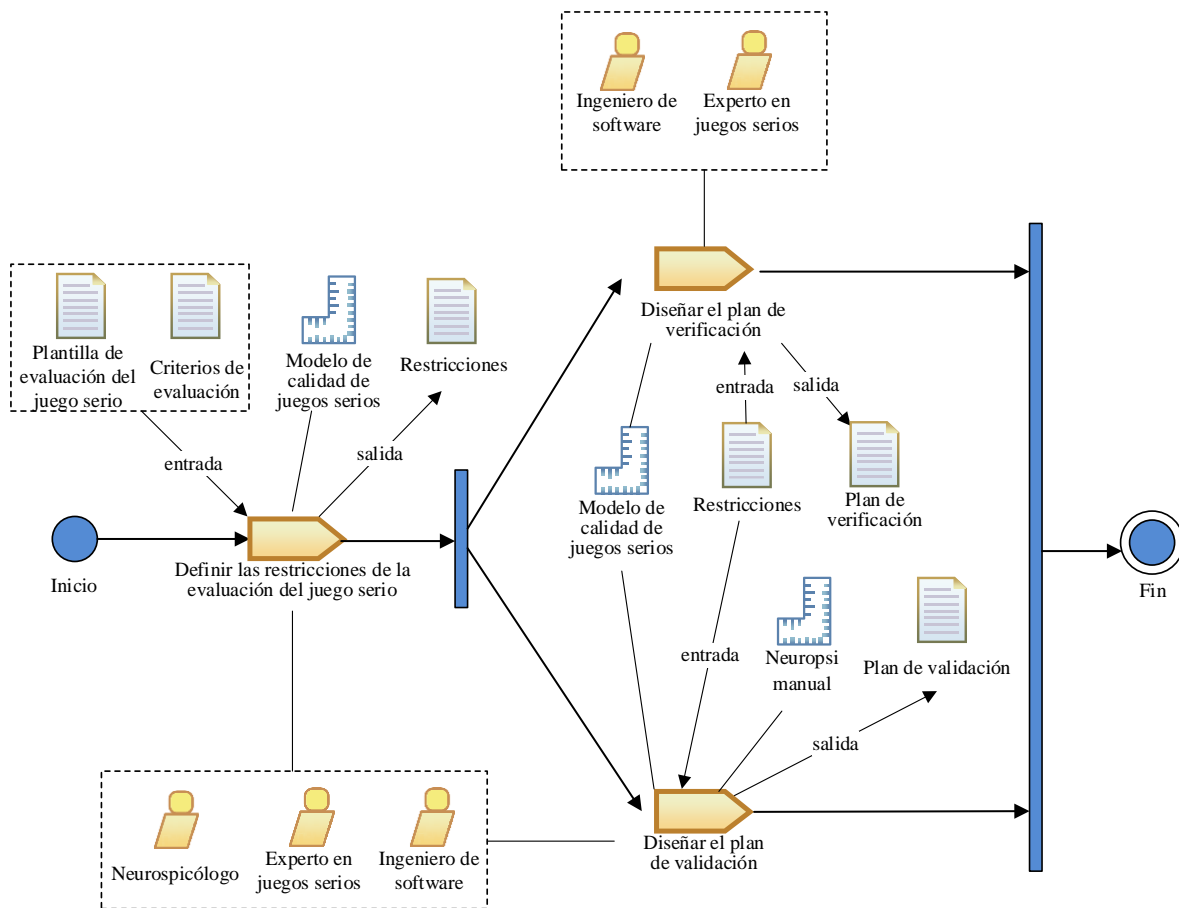 Ingeniero de
software
Experto en
juegos serios
Plantilla de
evaluación del
juego serio
Criterios de
evaluación
Modelo de
calidad de
juegos serios
Restricciones
entrada
salida
Inicio
Definir las restricciones de la
evaluación del juego serio
Diseñar el plan de
verificación
entrada
salida
Modelo de
calidad de
juegos serios
Restricciones
Plan de
verificación
entrada
Neuropsi
manual
Plan de validación
salida
Diseñar el plan
de validación
Fin
Neurospicólogo
Experto en
juegos serios
Ingeniero de
software